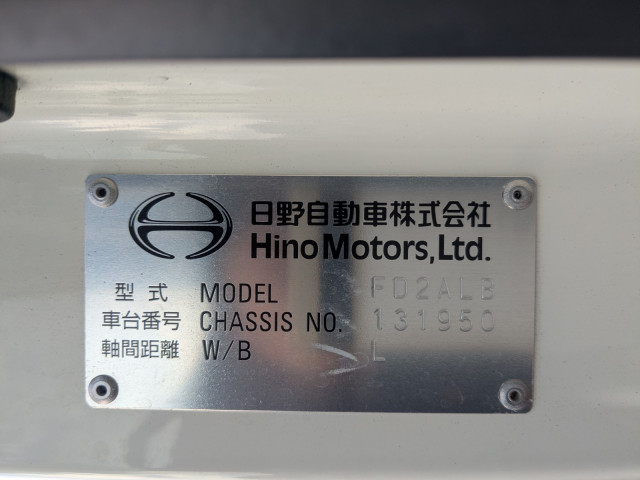 日野自動車株式会社
Hino Motors,Ltd.
型式 MODEL FD2ALB
車台番号 CHASSIS NO. 131950
軸間距離 W/B L